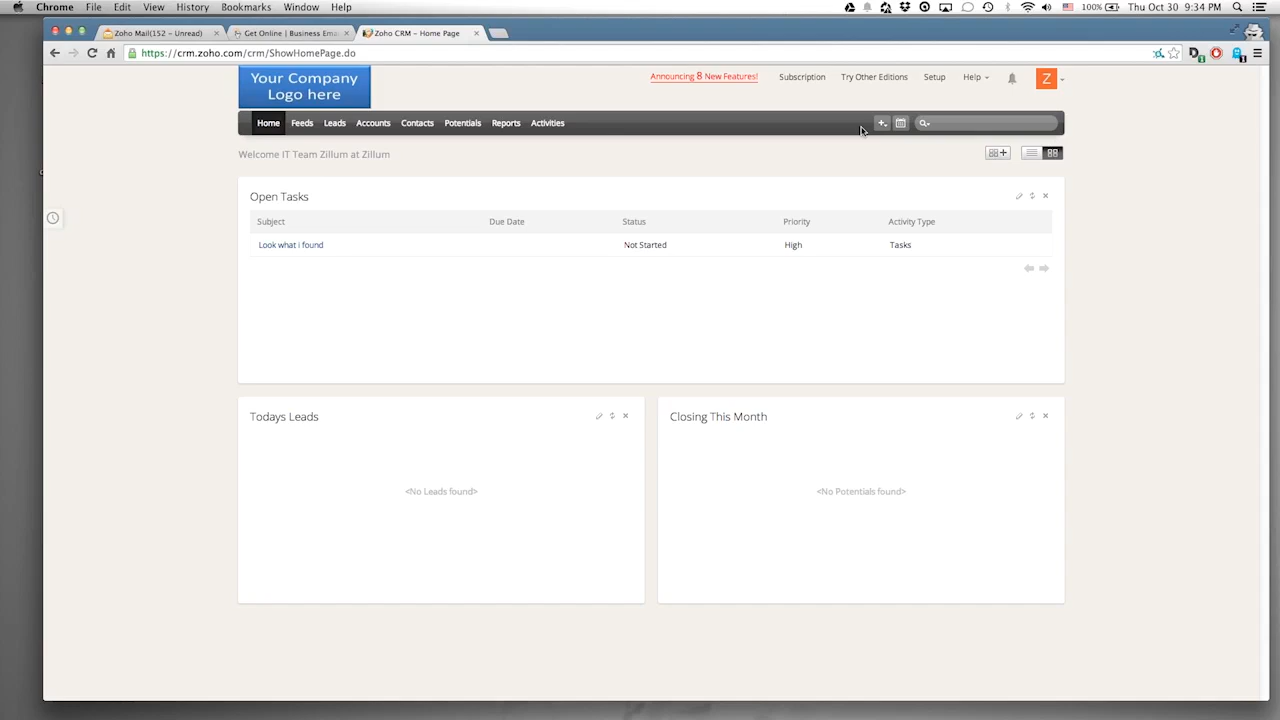 Chrome File Edit View History Bookmarks Window Help 100% Thu Oct 30 9:34 PM
Zoho Mail(152 – Unread) Get Online | Business Ema Zoho CRM – Home Page
https://crm.zoho.com/crm/ShowHomePage.do
Your Company
Logo here
Announcing 8 New Features! Subscription Try Other Editions Setup Help Z
Home Feeds Leads Accounts Contacts Potentials Reports Activities
Welcome IT Team Zillum at Zillum
Open Tasks
Subject Due Date Status Priority Activity Type
Look what i found Not Started High Tasks
Todays Leads Closing This Month
<No Leads found> <No Potentials found>